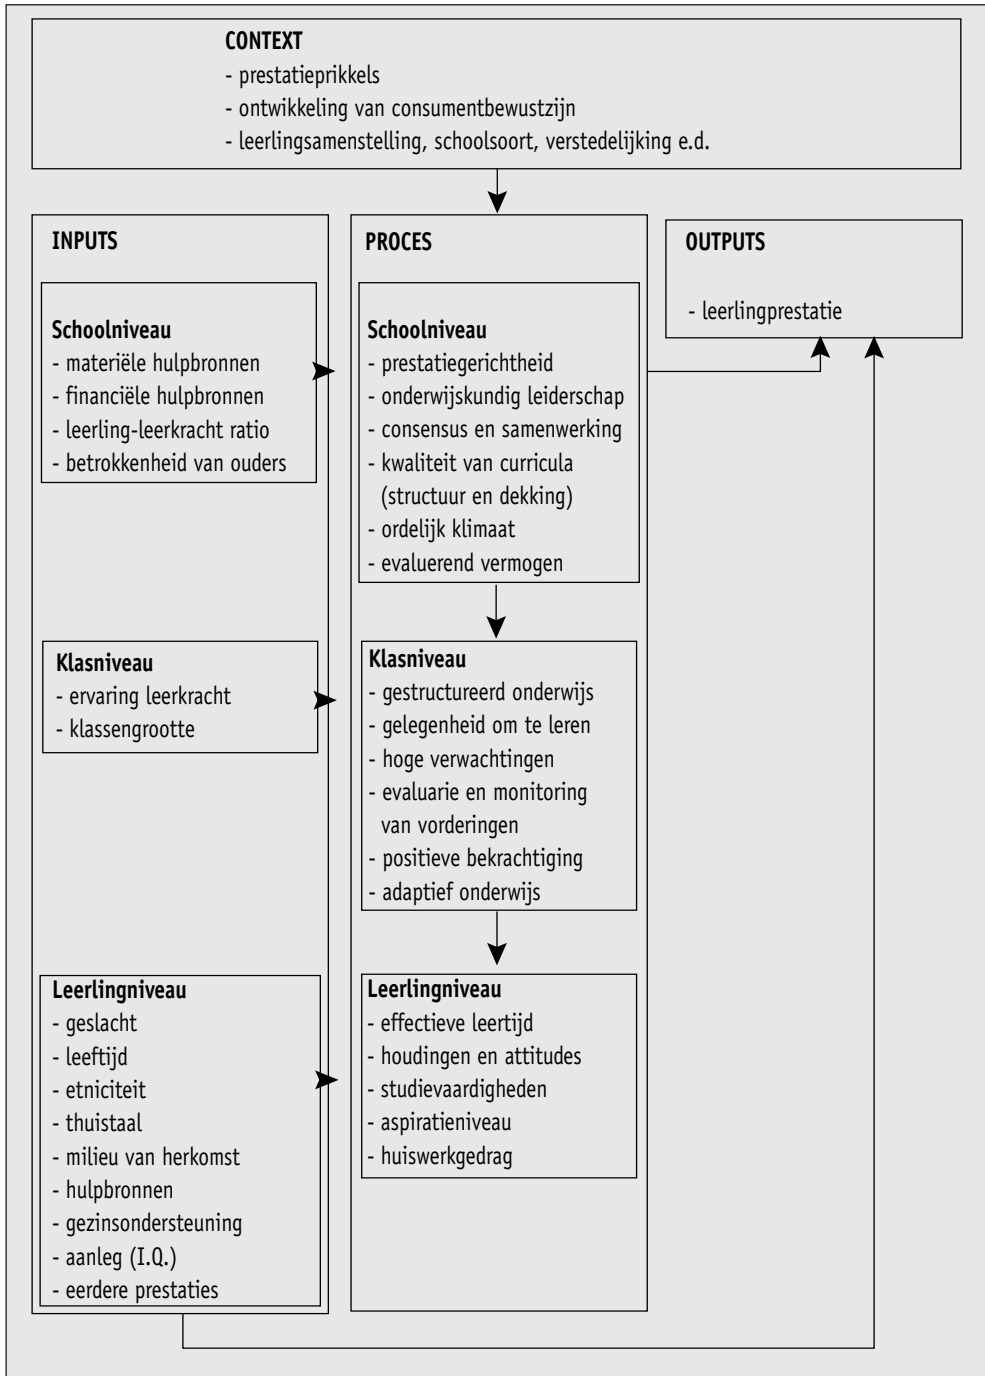 CONTEXT
- prestatieprikkels
- ontwikkeling van consumentbewustzijn
- leerlingsamenstelling, schoolsoort, verstedelijking e.d.
INPUTS
Schoolniveau
- materiële hulpbronnen
- financiële hulpbronnen
- leerling-leerkracht ratio
- betrokkenheid van ouders
Klasniveau
- ervaring leerkracht
- klassengrootte
Leerlingniveau
- geslacht
- leeftijd
- etniciteit
- thuistaal
- milieu van herkomst
- hulpbronnen
- gezinsondersteuning
- aanleg (I.Q.)
- eerdere prestaties
PROCES
Schoolniveau
- prestatiegerichtheid
- onderwijskundig leiderschap
- consensus en samenwerking
- kwaliteit van curricula
(structuur en dekking)
- ordelijk klimaat
- evaluerend vermogen
Klasniveau
- gestructureerd onderwijs
- gelegenheid om te leren
- hoge verwachtingen
- evaluarie en monitoring
van vorderingen
- positieve bekrachtiging
- adaptief onderwijs
Leerlingniveau
- effectieve leertijd
- houdingen en attitudes
- studievaardigheden
- aspiratieniveau
- huiswerkgedrag
OUTPUTS
- leerlingprestatie